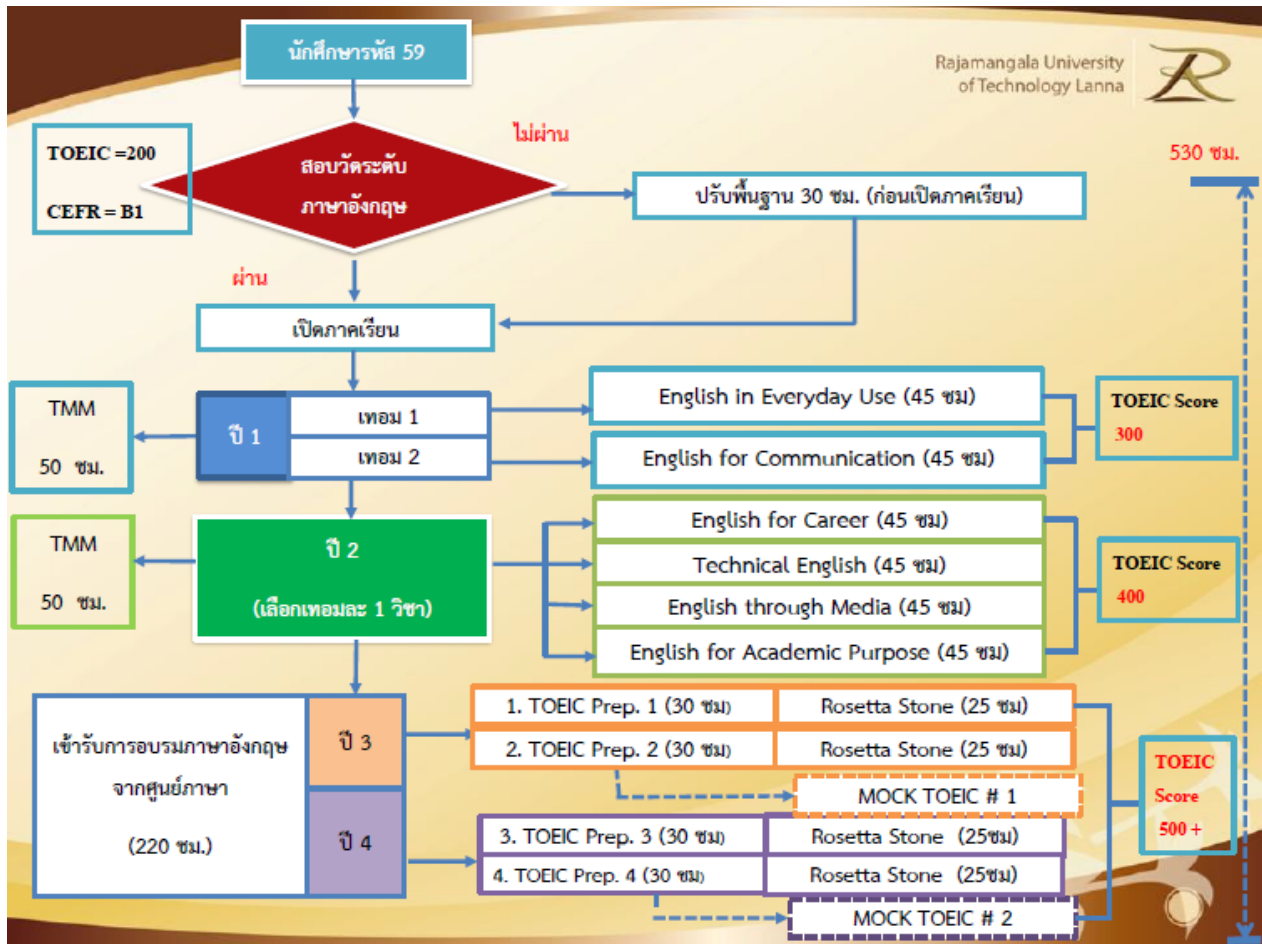 นักศึกษารหัส 59
Rajamangala University
of Technology Lanna
TOEIC =200
CEFR = B1
สอบวัดระดับ
ภาษาอังกฤษ
ไม่ผ่าน
530 ชม.
ปรับพื้นฐาน 30 ชม. (ก่อนเปิดภาคเรียน)
ผ่าน
เปิดภาคเรียน
TMM
50 ชม.
ปี 1
เทอม 1
เทอม 2
English in Everyday Use (45 ชม)
English for Communication (45 ชม)
TOEIC Score
300
TMM
50 ชม.
ปี 2
(เลือกเทอมละ 1 วิชา)
English for Career (45 ชม)
Technical English (45 ชม)
English through Media (45 ชม)
English for Academic Purpose (45 ชม)
TOEIC Score
400
เข้ารับการอบรมภาษาอังกฤษ
จากศูนย์ภาษา
(220 ชม.)
ปี 3
ปี 4
1. TOEIC Prep. 1 (30 ชม) Rosetta Stone (25 ชม)
2. TOEIC Prep. 2 (30 ชม) Rosetta Stone (25 ชม)
MOCK TOEIC # 1
3. TOEIC Prep. 3 (30 ชม) Rosetta Stone (25ชม)
4. TOEIC Prep. 4 (30 ชม) Rosetta Stone (25ชม)
MOCK TOEIC # 2
TOEIC
Score
500 +